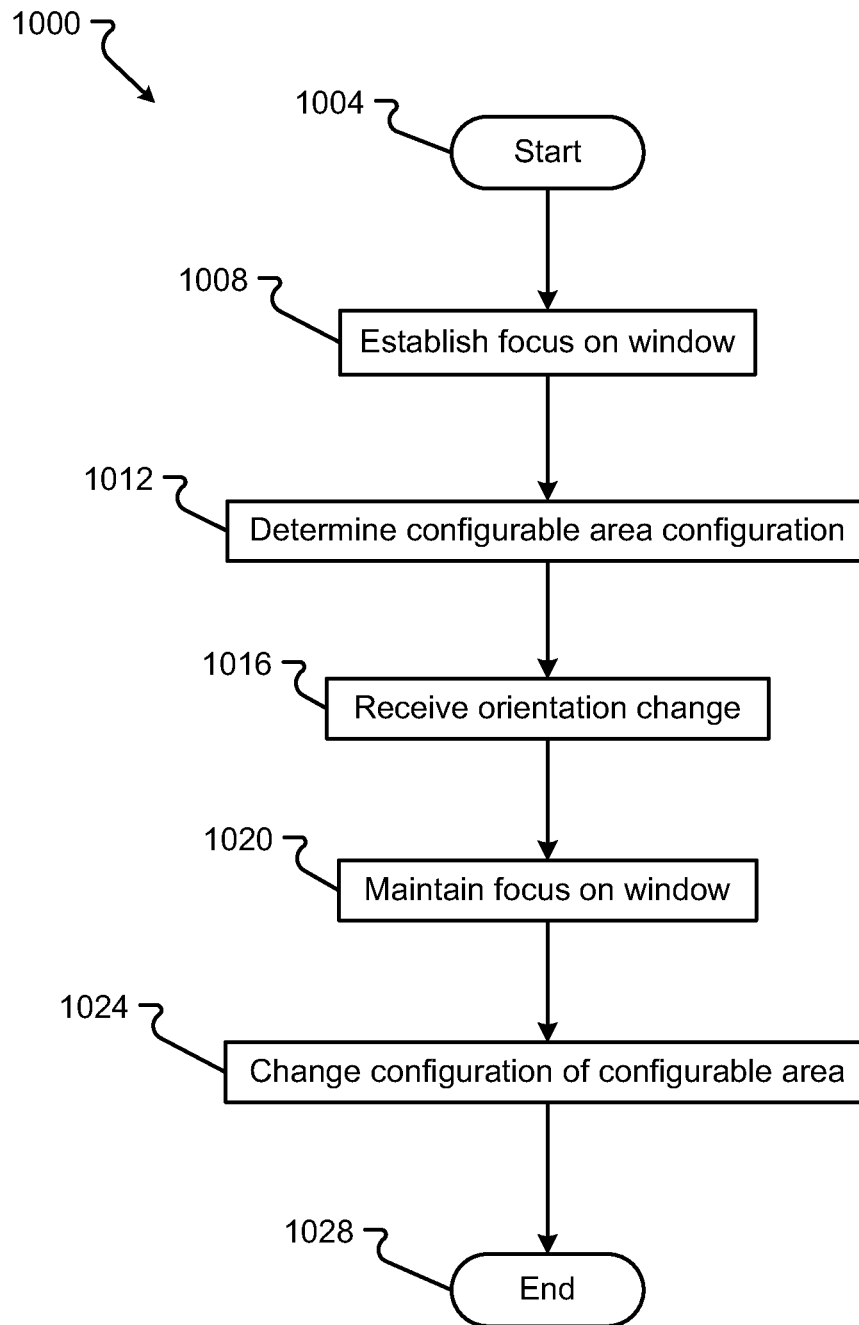 1000
1004
Start
1008
Establish focus on window
1012
Determine configurable area configuration
1016
Receive orientation change
1020
Maintain focus on window
1024
Change configuration of configurable area
1028
End